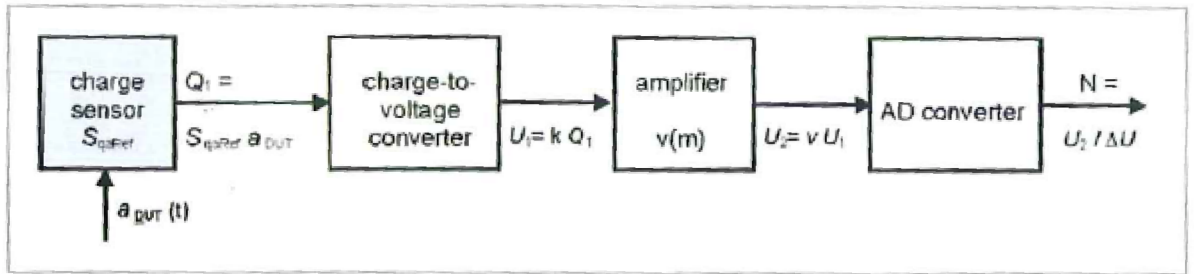 charge
sensor
S_qaRef
Q₁ =
S_qaRef a_DUT
charge-to-
voltage
converter
U₁= k Q₁
amplifier
v(m)
U₂= v U₁
AD converter
N =
U₂ / ΔU
a_DUT (t)